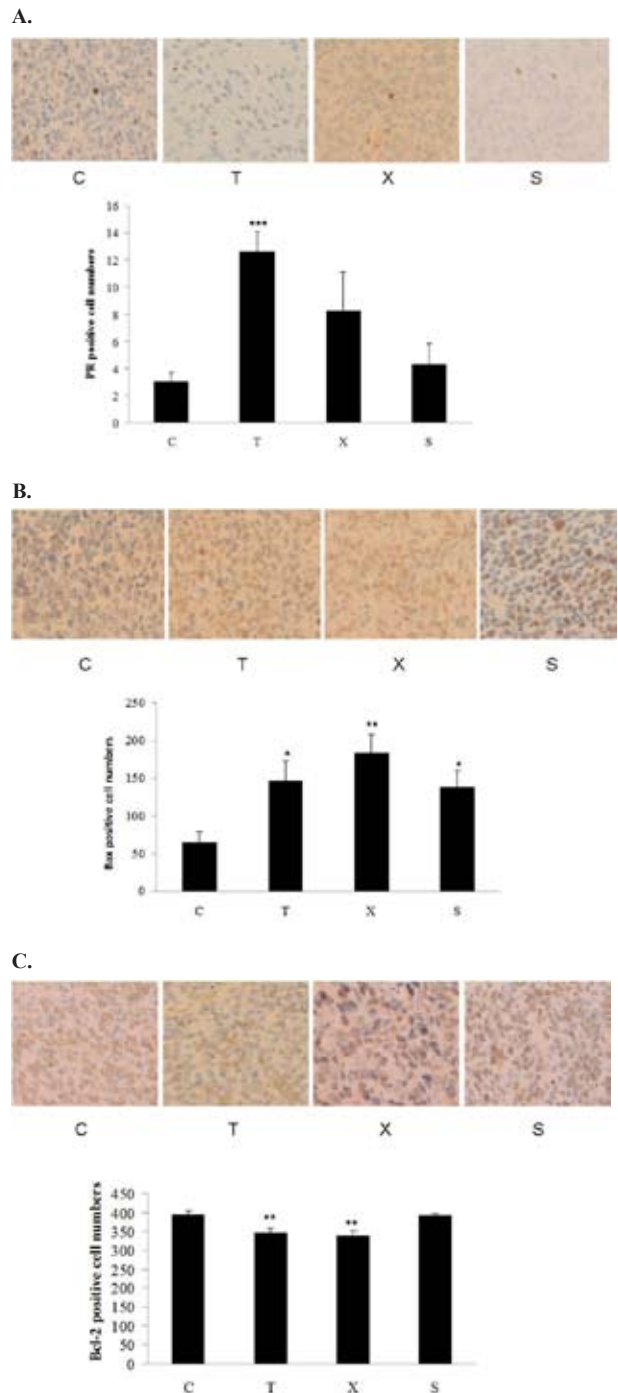 A.
C T X S
PR positive cell numbers
16
14
12
10
8
6
4
2
0
***
C T X S
B.
C T X S
Bax positive cell numbers
250
200
150
100
50
0
* ** *
C T X S
C.
C T X S
Bcl-2 positive cell numbers
450
400
350
300
250
200
150
100
50
0
** **
C T X S